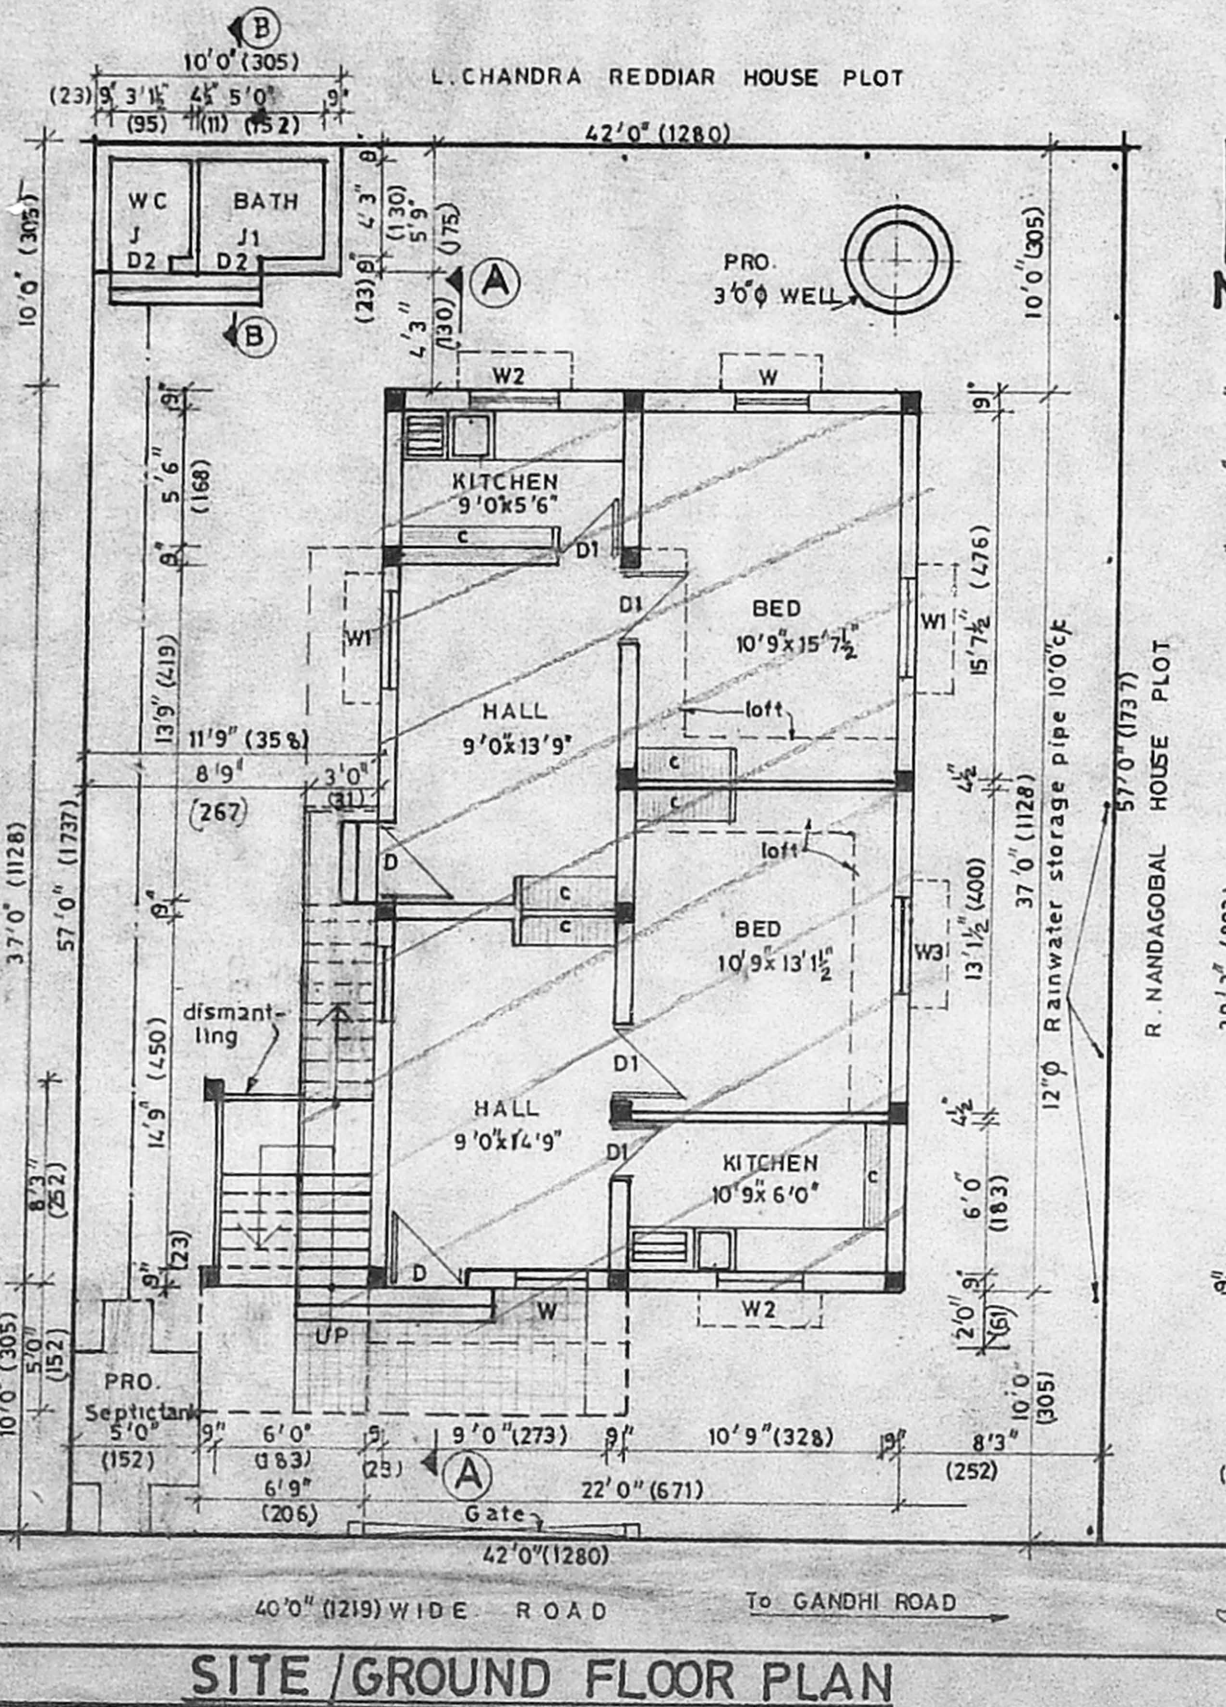 B
10'0" (305)
L.CHANDRA REDDIAR HOUSE PLOT
(23) 9" 3'1½" 4½" 5'0" 9"
(95) (11) (152)
42'0" (1280)
10'0" (305)
WC
BATH
J
J1
D2
D2
9"
4'3"
(130)
5'9"
(175)
9"
(23)
A
4'3"
(130)
B
PRO.
3'0"ϕ WELL
10'0" (305)
W2
W
9"
5'6"
(168)
9"
9"
KITCHEN
9'0"x5'6"
C
D1
W1
D1
BED
10'9"x15'7½"
W1
15'7½" (476)
13'9" (419)
HALL
9'0"x13'9"
loft
11'9" (358)
8'9"
(267)
3'0"
C
C
4½"
loft
D
C
C
9"
37'0" (1128)
57'0" (1737)
BED
10'9"x13'1½"
W3
13'1½" (400)
37'0" (1128)
12"ϕ Rainwater storage pipe 10'0"c/c
57'0" (1737)
R.NANDAGOBAL HOUSE PLOT
dismant-
ling
14'9" (450)
D1
HALL
9'0"x14'9"
D1
4½"
KITCHEN
10'9"x6'0"
C
6'0"
(183)
8'3"
(252)
9"
(23)
D
W
W2
9"
2'0"
(61)
UP
10'0" (305)
5'0"
(152)
10'0"
(305)
PRO.
Septictank
5'0"
(152)
9"
6'0"
(183)
9"
(23)
9'0" (273)
9"
10'9" (328)
9"
8'3"
(252)
A
6'9"
(206)
22'0" (671)
Gate
42'0" (1280)
40'0" (1219) WIDE ROAD
To GANDHI ROAD
SITE / GROUND FLOOR PLAN